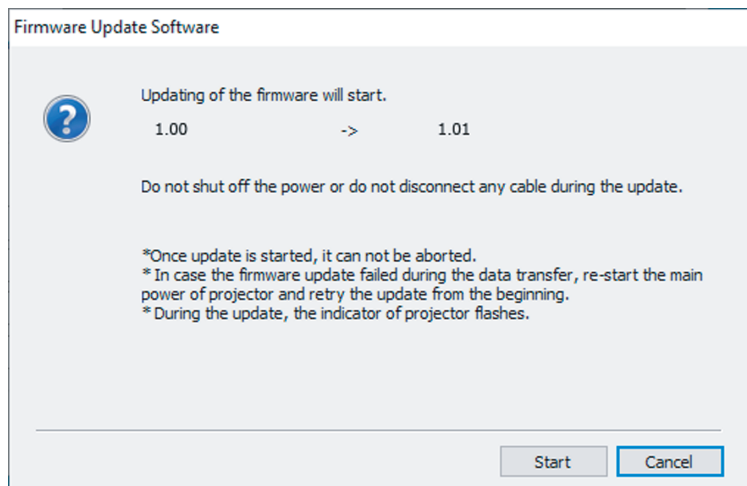 Firmware Update Software
Updating of the firmware will start.
1.00 -> 1.01
Do not shut off the power or do not disconnect any cable during the update.
*Once update is started, it can not be aborted.
* In case the firmware update failed during the data transfer, re-start the main
power of projector and retry the update from the beginning.
* During the update, the indicator of projector flashes.
Start Cancel